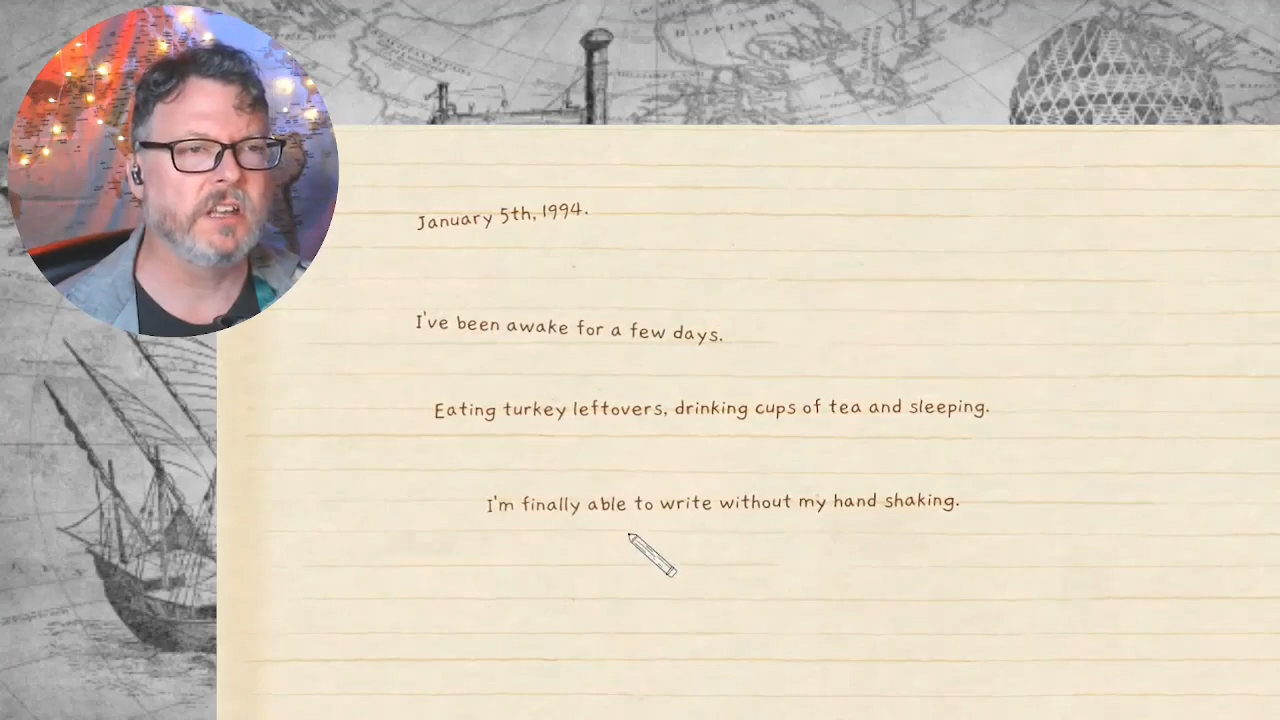 January 5th, 1994.
I've been awake for a few days.
Eating turkey leftovers, drinking cups of tea and sleeping.
I'm finally able to write without my hand shaking.